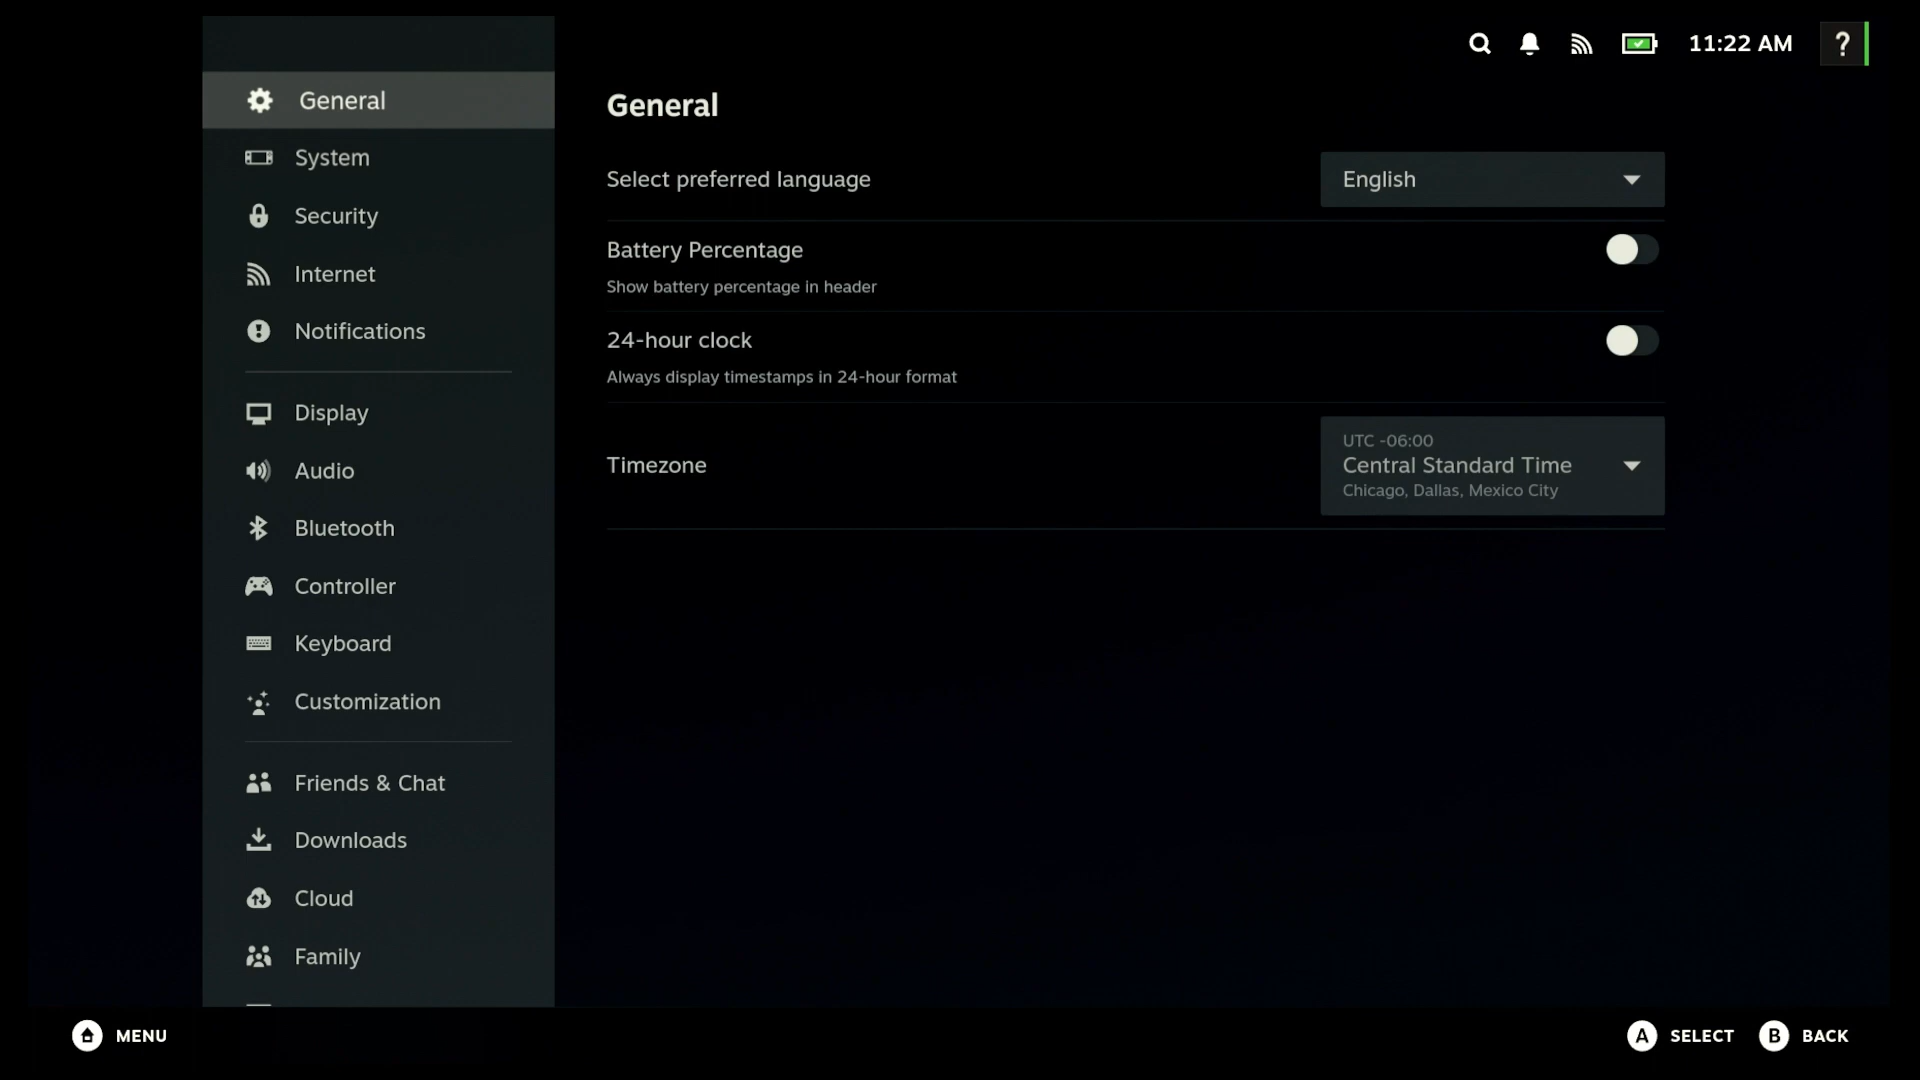 11:22 AM
?
General
System
Security
Internet
Notifications
Display
Audio
Bluetooth
Controller
Keyboard
Customization
Friends & Chat
Downloads
Cloud
Family
General
Select preferred language
English
Battery Percentage
Show battery percentage in header
24-hour clock
Always display timestamps in 24-hour format
Timezone
UTC -06:00
Central Standard Time
Chicago, Dallas, Mexico City
MENU
A SELECT
B BACK